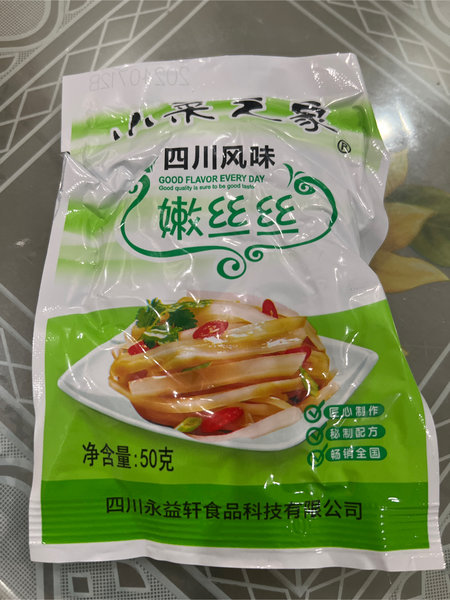 20240712B
小菜之家
®
四川风味
GOOD FLAVOR EVERY DAY
Good quality is sure to be good taste
嫩丝丝
匠心制作
秘制配方
畅销全国
净含量:50克
四川永益轩食品科技有限公司